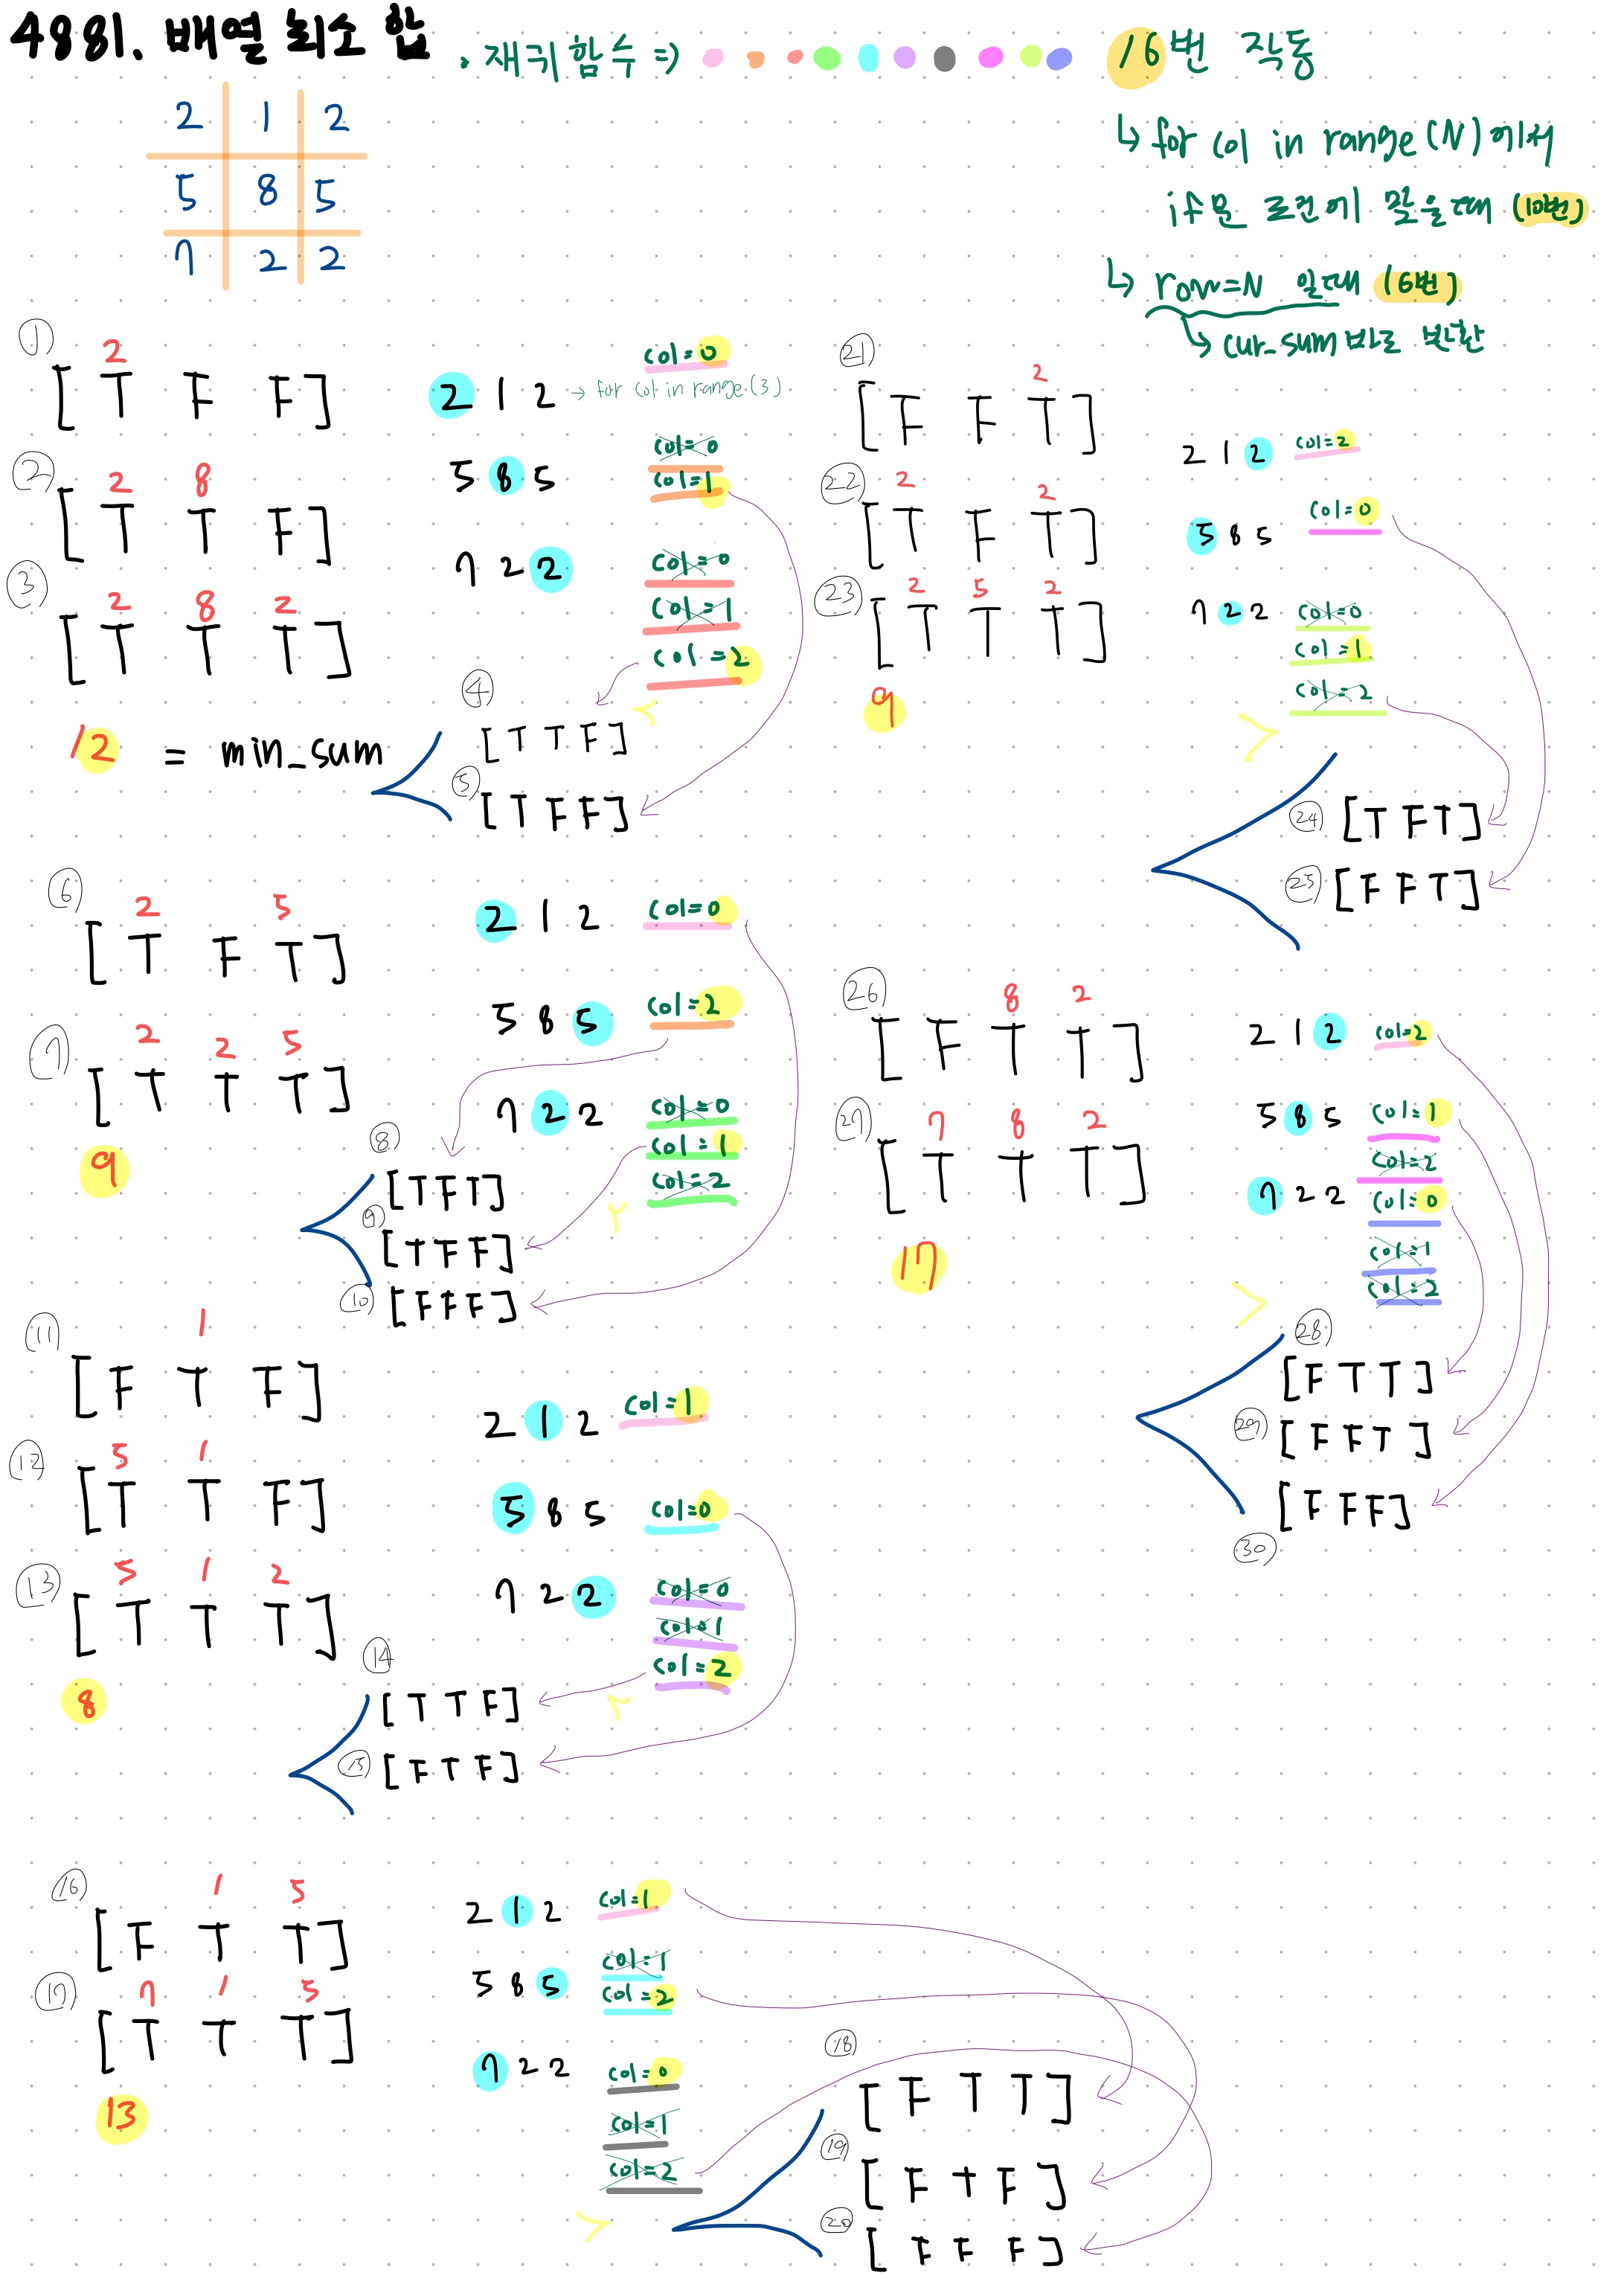 4881. 배열 최소 합
. 재귀함수 => 16번 작동
↳ for col in range(N)에서
if문 조건에 맞을때 (10번)
↳ row=N 일때 (6번)
↳ cur_sum 바로 반환
2 1 2
5 8 5
7 2 2
①
2
[ T F F ]
2 1 2 → for col in range(3)
col=0
②
2 8
[ T T F ]
5 8 5
col=0
col=1
③
2 8 2
[ T T T ]
7 2 2
col=0
col=1
col=2
12 = min_sum
④
[ T T F ]
⑤
[ T F F ]
⑥
2 5
[ T F T ]
2 1 2 col=0
5 8 5 col=2
⑦
2 2 5
[ T T T ]
7 2 2
col=0
col=1
col=2
9
⑧
[ T F T ]
⑨
[ T F F ]
⑩
[ F F F ]
⑪
1
[ F T F ]
2 1 2 col=1
⑫
5 1
[ T T F ]
5 8 5 col=0
⑬
5 1 2
[ T T T ]
7 2 2
col=0
col=1
col=2
8
⑭
[ T T F ]
⑮
[ F T F ]
⑯
1 5
[ F T T ]
2 1 2 col=1
5 8 5
col=1
col=2
⑰
7 1 5
[ T T T ]
7 2 2
col=0
col=1
col=2
13
⑱
[ F T T ]
⑲
[ F T F ]
⑳
[ F F F ]
㉑
2
[ F F T ]
2 1 2 col=2
㉒
2 2
[ T F T ]
5 8 5 col=0
㉓
2 5 2
[ T T T ]
7 2 2
col=0
col=1
col=2
9
㉔ [ T F T ]
㉕ [ F F T ]
㉖
8 2
[ F T T ]
2 1 2 col=2
5 8 5
col=1
col=2
㉗
7 8 2
[ T T T ]
7 2 2
col=0
col=1
col=2
17
㉘
[ F T T ]
㉙
[ F F T ]
㉚
[ F F F ]